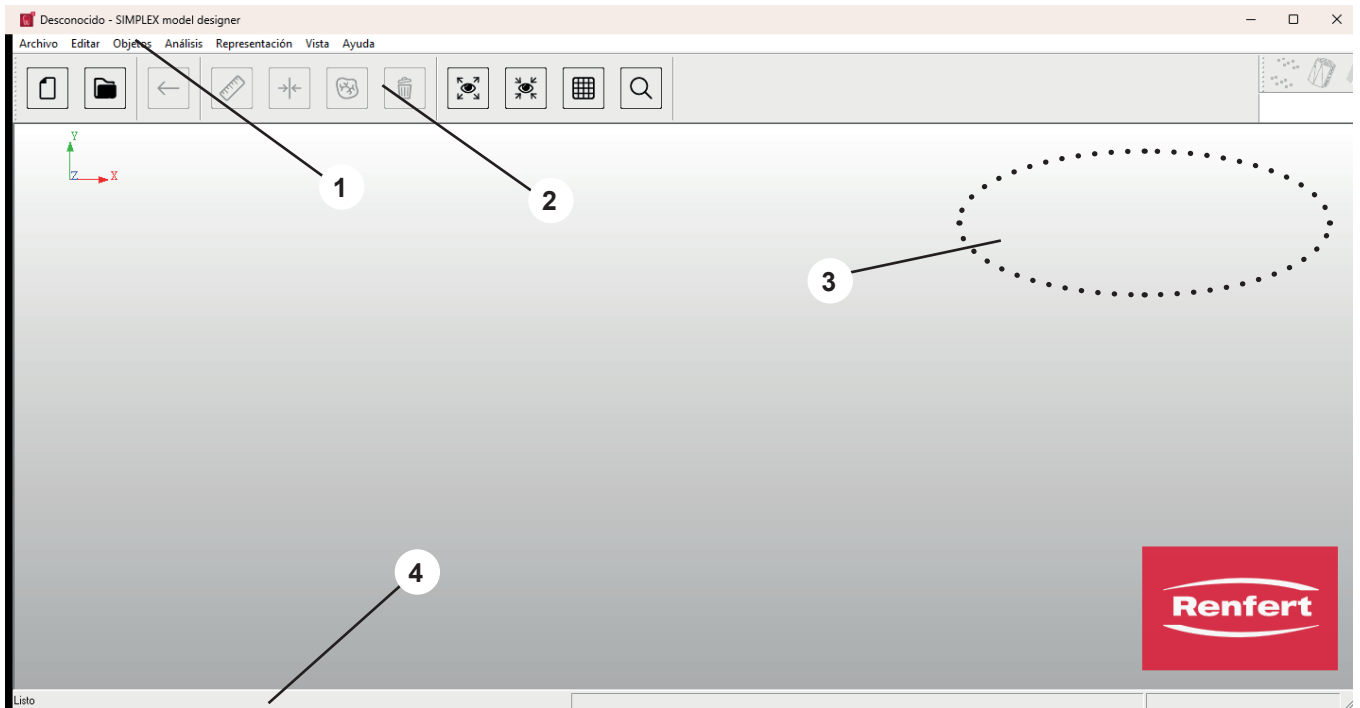 Desconocido - SIMPLEX model designer
Archivo Editar Objetos Análisis Representación Vista Ayuda
Y
Z X
1
2
3
4
Renfert
Listo